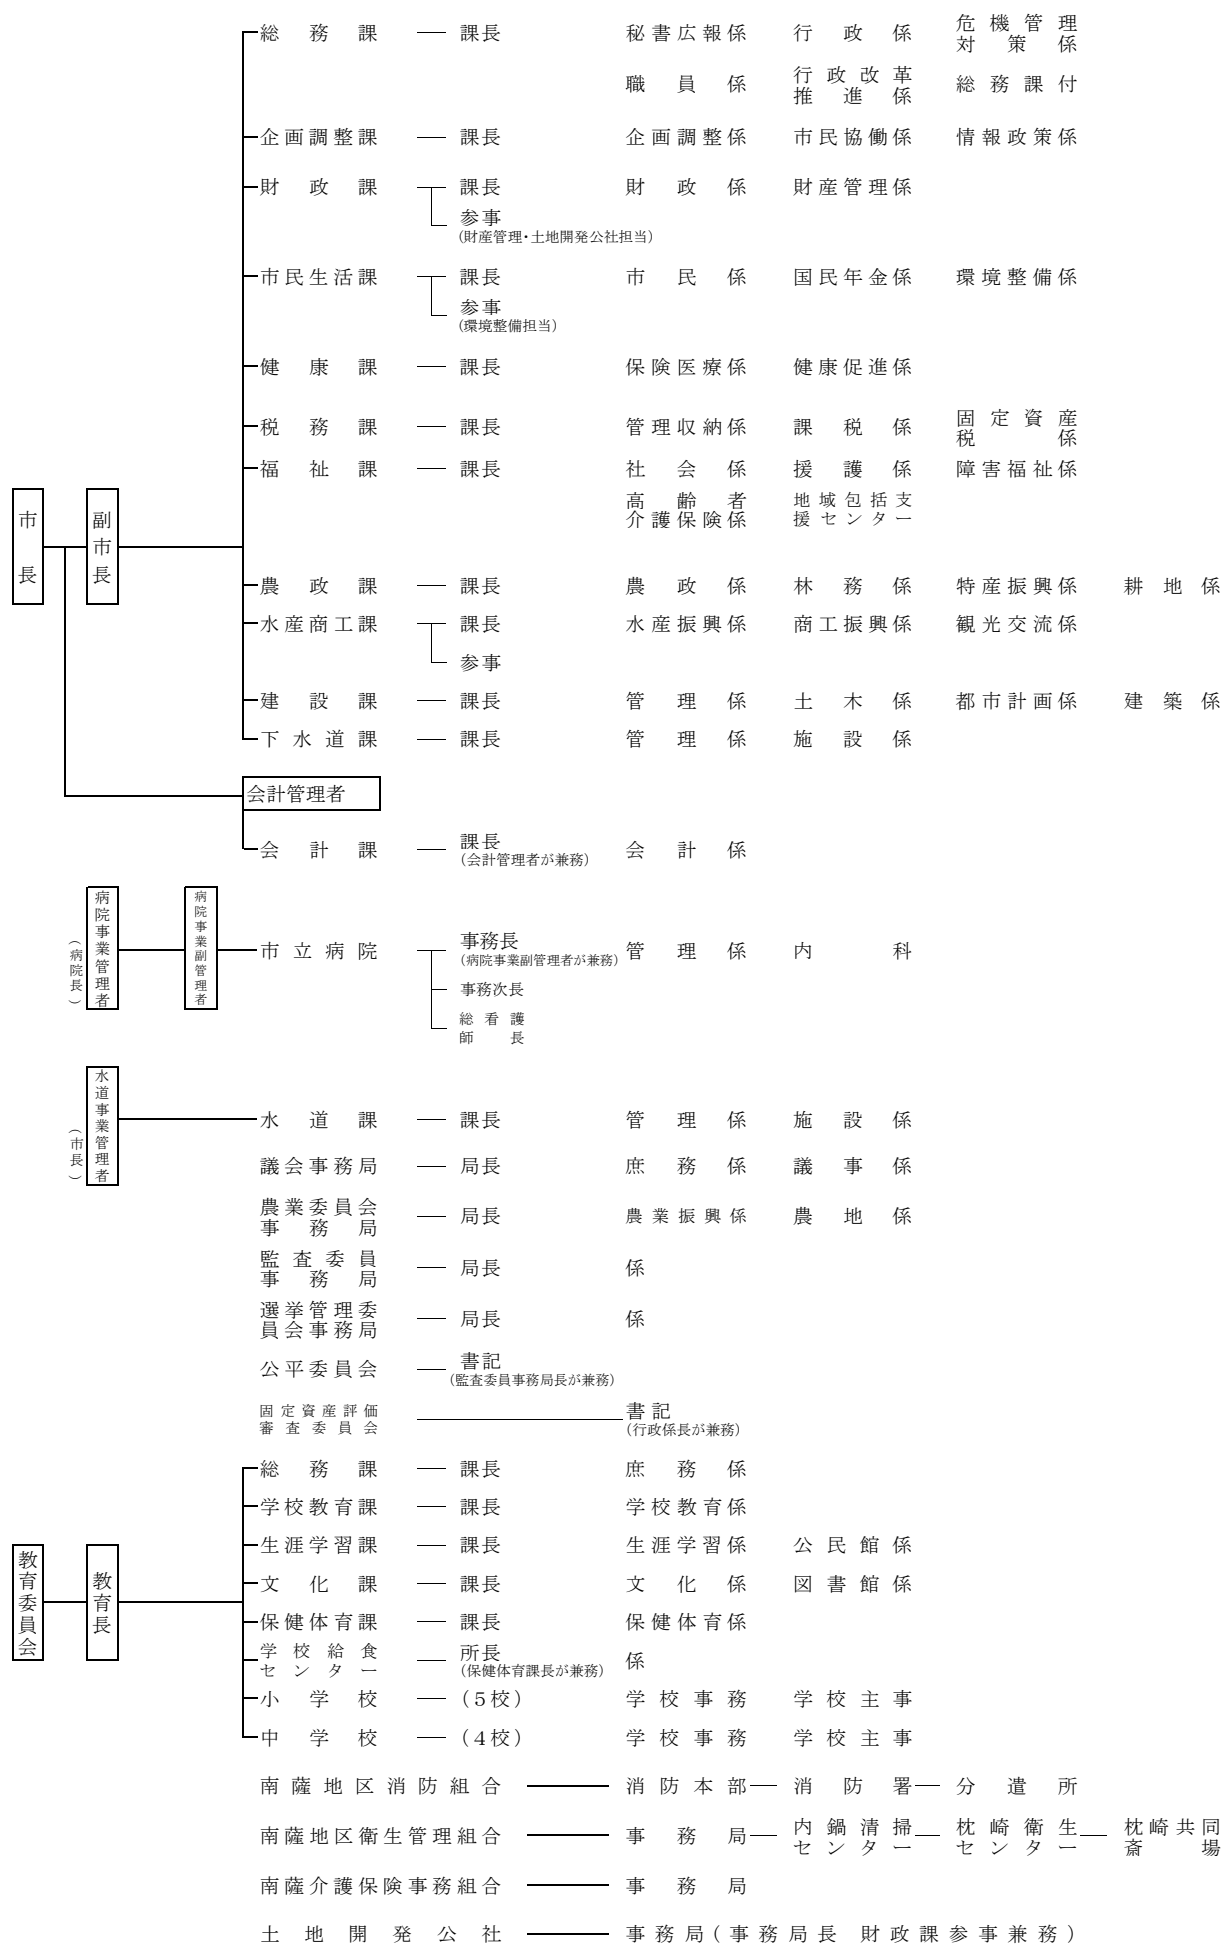 総務課 課長 秘書広報係 行政係 危機管理
対策係
職員係 行政改革 総務課付
推進係
企画調整課 課長 企画調整係 市民協働係 情報政策係
財政課 課長 財政係 財産管理係
参事
(財産管理・土地開発公社担当)
市民生活課 課長 市民係 国民年金係 環境整備係
参事
(環境整備担当)
健康課 課長 保険医療係 健康促進係
税務課 課長 管理収納係 課税係 固定資産
税係
福祉課 課長 社会係 援護係 障害福祉係
高齢者 地域包括支
介護保険係 援センター
市長 副市長
農政課 課長 農政係 林務係 特産振興係 耕地係
水産商工課 課長 水産振興係 商工振興係 観光交流係
参事
建設課 課長 管理係 土木係 都市計画係 建築係
下水道課 課長 管理係 施設係
会計管理者
会計課 課長 会計係
(会計管理者が兼務)
病院事業管理者
(病院長)
病院事業副管理者
市立病院 事務長 管理係 内科
(病院事業副管理者が兼務)
事務次長
総看護
師長
水道事業管理者
(市長)
水道課 課長 管理係 施設係
議会事務局 局長 庶務係 議事係
農業委員会
事務局 局長 農業振興係 農地係
監査委員
事務局 局長 係
選挙管理委
員会事務局 局長 係
公平委員会 書記
(監査委員事務局長が兼務)
固定資産評価
審査委員会 書記
(行政係長が兼務)
総務課 課長 庶務係
学校教育課 課長 学校教育係
生涯学習課 課長 生涯学習係 公民館係
教育委員会 教育長
文化課 課長 文化係 図書館係
保健体育課 課長 保健体育係
学校給食
センター 所長 係
(保健体育課長が兼務)
小学校 (5校) 学校事務 学校主事
中学校 (4校) 学校事務 学校主事
南薩地区消防組合 消防本部 消防署 分遣所
南薩地区衛生管理組合 事務局 内鍋清掃 枕崎衛生 枕崎共同
センター センター 斎場
南薩介護保険事務組合 事務局
土地開発公社 事務局(事務局長 財政課参事兼務)